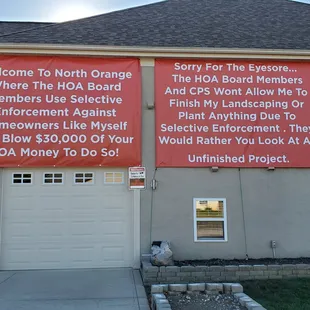 lcome To North Orange
Where The HOA Board
embers Use Selective
Enforcement Against
meowners Like Myself
Blow $30,000 Of Your
OA Money To Do So!
Sorry For The Eyesore...
The HOA Board Members
And CPS Wont Allow Me To
Finish My Landscaping Or
Plant Anything Due To
Selective Enforcement . They
Would Rather You Look At A
Unfinished Project.